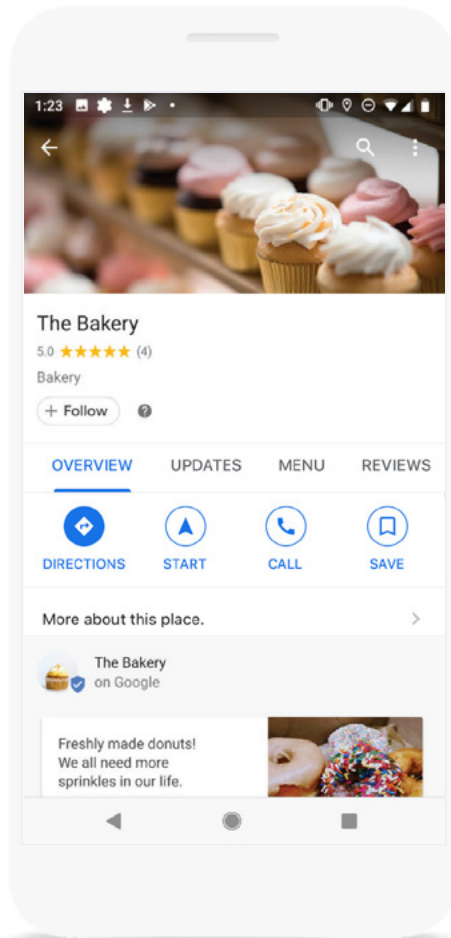 1:23
The Bakery
5.0 ★★★★★ (4)
Bakery
+ Follow ?
OVERVIEW UPDATES MENU REVIEWS
DIRECTIONS START CALL SAVE
More about this place.
The Bakery
on Google
Freshly made donuts!
We all need more
sprinkles in our life.